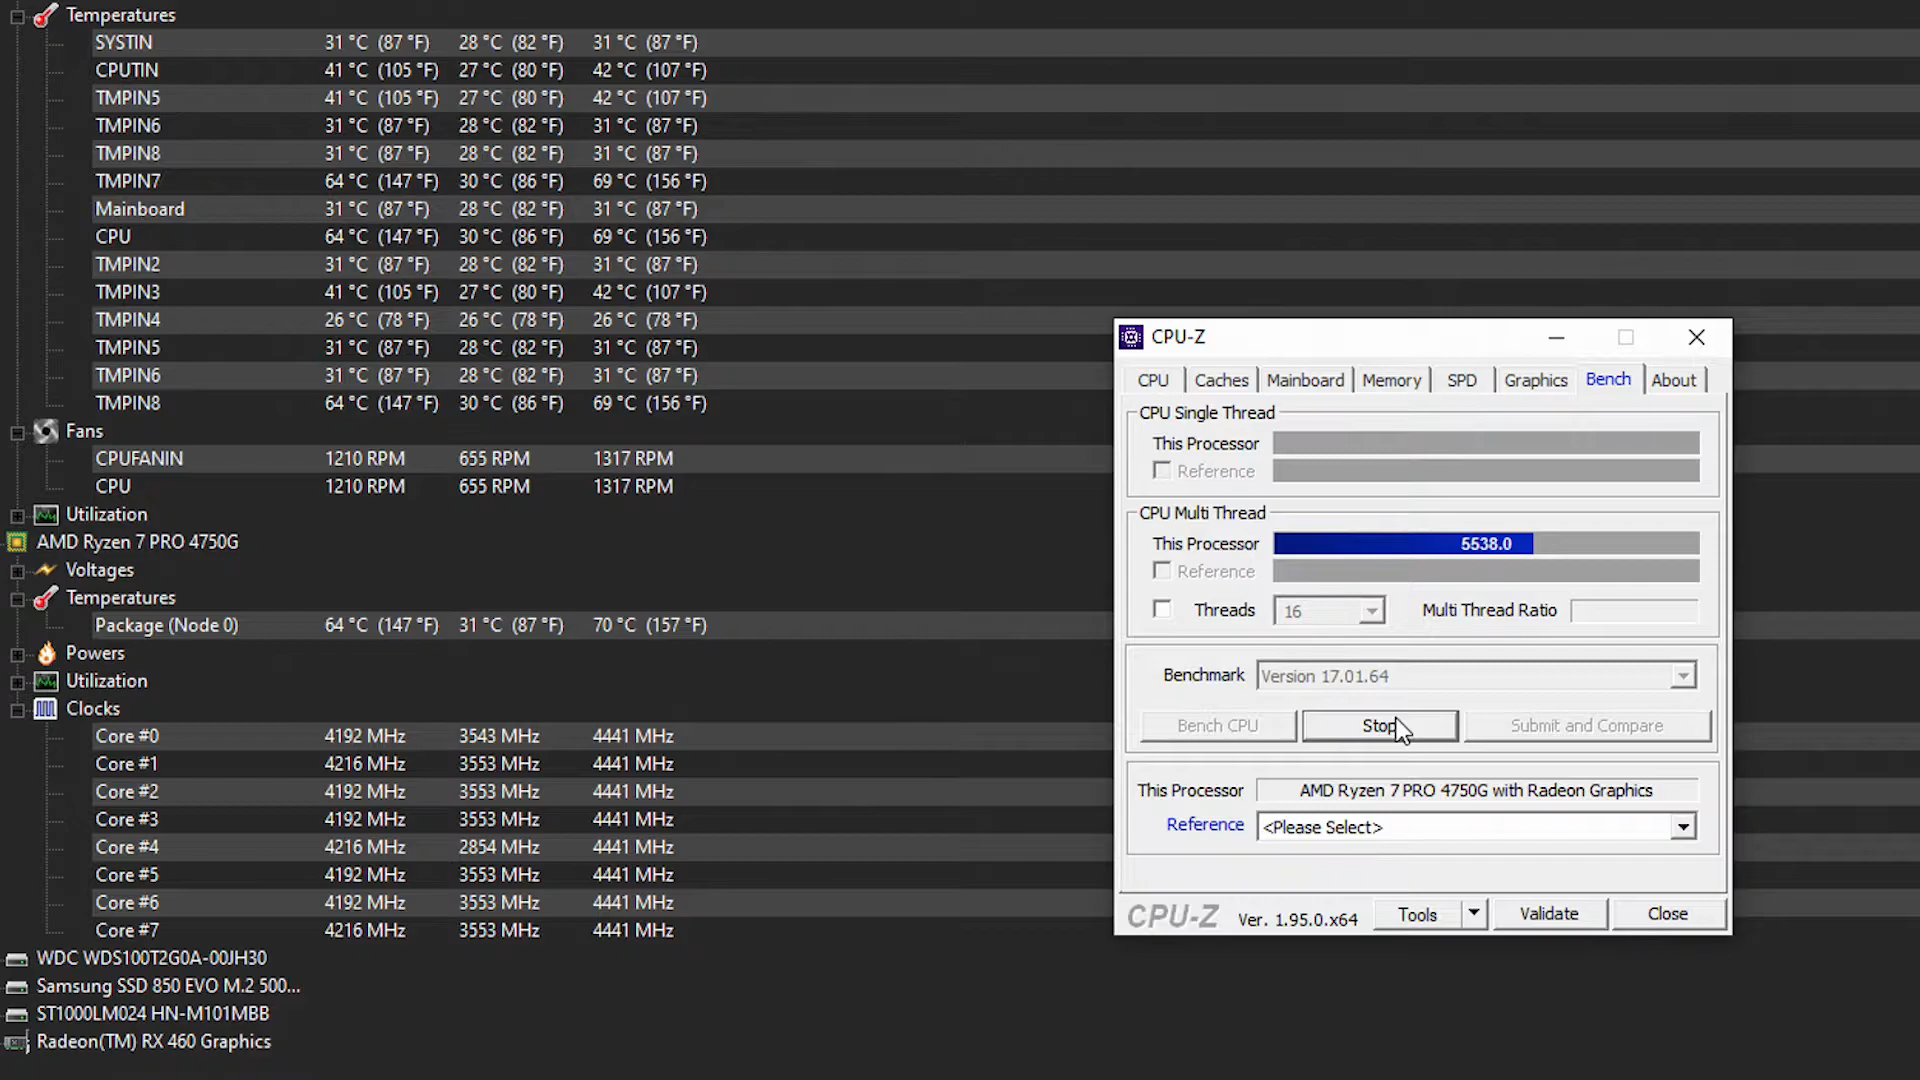 Temperatures
SYSTIN 31 °C (87 °F) 28 °C (82 °F) 31 °C (87 °F)
CPUTIN 41 °C (105 °F) 27 °C (80 °F) 42 °C (107 °F)
TMPIN5 41 °C (105 °F) 27 °C (80 °F) 42 °C (107 °F)
TMPIN6 31 °C (87 °F) 28 °C (82 °F) 31 °C (87 °F)
TMPIN8 31 °C (87 °F) 28 °C (82 °F) 31 °C (87 °F)
TMPIN7 64 °C (147 °F) 30 °C (86 °F) 69 °C (156 °F)
Mainboard 31 °C (87 °F) 28 °C (82 °F) 31 °C (87 °F)
CPU 64 °C (147 °F) 30 °C (86 °F) 69 °C (156 °F)
TMPIN2 31 °C (87 °F) 28 °C (82 °F) 31 °C (87 °F)
TMPIN3 41 °C (105 °F) 27 °C (80 °F) 42 °C (107 °F)
TMPIN4 26 °C (78 °F) 26 °C (78 °F) 26 °C (78 °F)
TMPIN5 31 °C (87 °F) 28 °C (82 °F) 31 °C (87 °F)
TMPIN6 31 °C (87 °F) 28 °C (82 °F) 31 °C (87 °F)
TMPIN8 64 °C (147 °F) 30 °C (86 °F) 69 °C (156 °F)
Fans
CPUFANIN 1210 RPM 655 RPM 1317 RPM
CPU 1210 RPM 655 RPM 1317 RPM
Utilization
AMD Ryzen 7 PRO 4750G
Voltages
Temperatures
Package (Node 0) 64 °C (147 °F) 31 °C (87 °F) 70 °C (157 °F)
Powers
Utilization
Clocks
Core #0 4192 MHz 3543 MHz 4441 MHz
Core #1 4216 MHz 3553 MHz 4441 MHz
Core #2 4192 MHz 3553 MHz 4441 MHz
Core #3 4192 MHz 3553 MHz 4441 MHz
Core #4 4216 MHz 2854 MHz 4441 MHz
Core #5 4192 MHz 3553 MHz 4441 MHz
Core #6 4192 MHz 3553 MHz 4441 MHz
Core #7 4216 MHz 3553 MHz 4441 MHz
WDC WDS100T2G0A-00JH30
Samsung SSD 850 EVO M.2 500...
ST1000LM024 HN-M101MBB
Radeon(TM) RX 460 Graphics
CPU-Z
CPU Caches Mainboard Memory SPD Graphics Bench About
CPU Single Thread
This Processor
Reference
CPU Multi Thread
This Processor 5538.0
Reference
Threads 16 Multi Thread Ratio
Benchmark Version 17.01.64
Bench CPU Stop Submit and Compare
This Processor AMD Ryzen 7 PRO 4750G with Radeon Graphics
Reference <Please Select>
CPU-Z Ver. 1.95.0.x64 Tools Validate Close